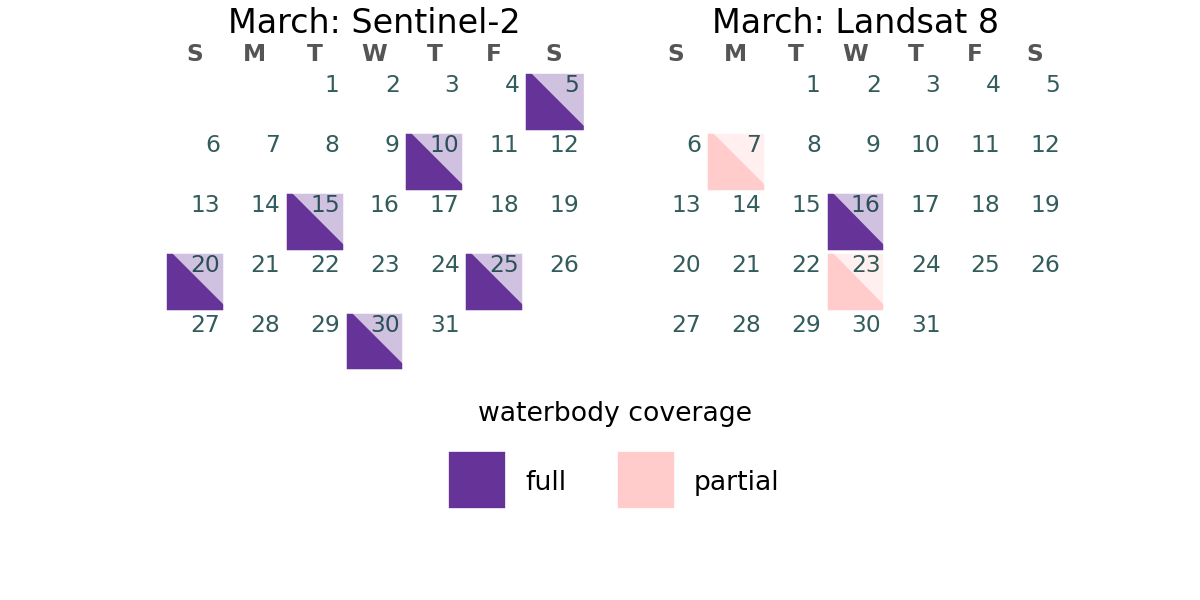 March: Sentinel-2
S M T W T F S
1 2 3 4 5
6 7 8 9 10 11 12
13 14 15 16 17 18 19
20 21 22 23 24 25 26
27 28 29 30 31
March: Landsat 8
S M T W T F S
1 2 3 4 5
6 7 8 9 10 11 12
13 14 15 16 17 18 19
20 21 22 23 24 25 26
27 28 29 30 31
waterbody coverage
full
partial